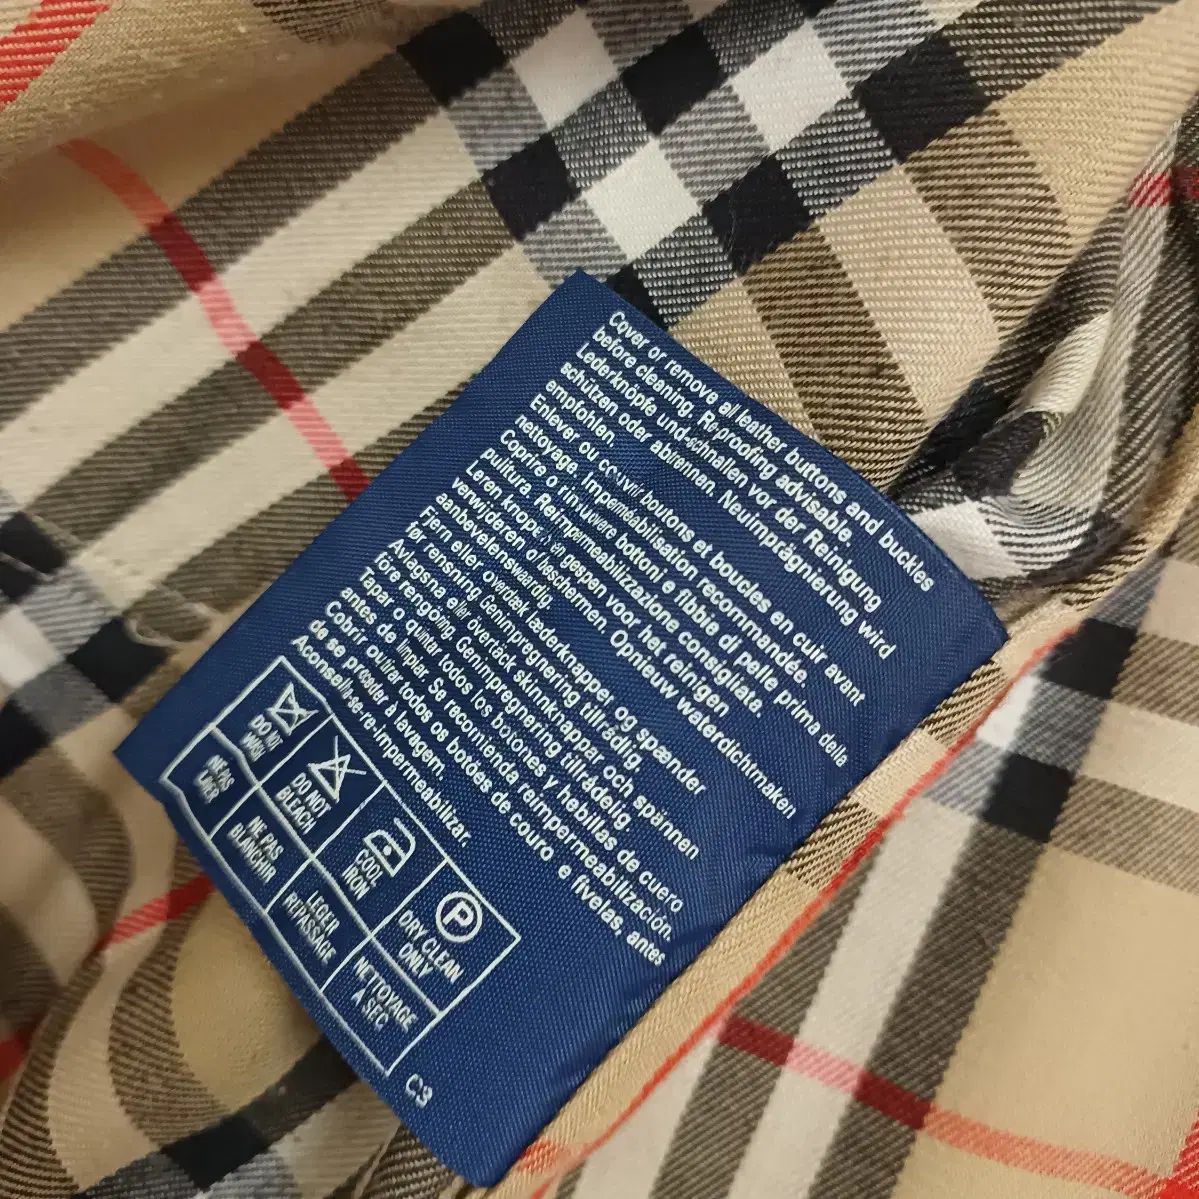 Cover or remove all leather buttons and buckles
before cleaning. Re-proofing advisable.
Lederknöpfe und-schnallen vor der Reinigung
schützen oder abtrennen. Neuimprägnierung wird
empfohlen.
Enlever ou couvrir boutons et boucles en cuir avant
nettoyage. Imperméabilisation recommandée.
Coprire o rimuovere bottoni e fibbie di pelle prima della
pulitura. Reimpermeabilizzazione consigliata.
Leren knopen en gespen voor het reinigen
verwijderen of beschermen. Opnieuw waterdichtmaken
anbevelenswaardig.
Fjern eller overdæk læderknapper og spænder
før rensning Genimpregnering tilrådlig.
Avlagsna eller övertäck skinnknappar och spännen
före rengöring. Genimpregnering tillrådelig
Tapar o quintar todos los botones y hebillas de cuero
antes de limpiar. Se recomienda reimpermeabilización.
Cobrir ou tirar todos os botões de couro e fivelas, antes
de se proceder à lavagem.
Aconselha-se re-impermeabilizar.
DO NOT
WASH
DO NOT
BLEACH
COOL
IRON
P
DRY CLEAN
ONLY
NE PAS
LAVER
NE PAS
BLANCHIR
LEGER
REPASSAGE
NETTOYAGE
A SEC
C3